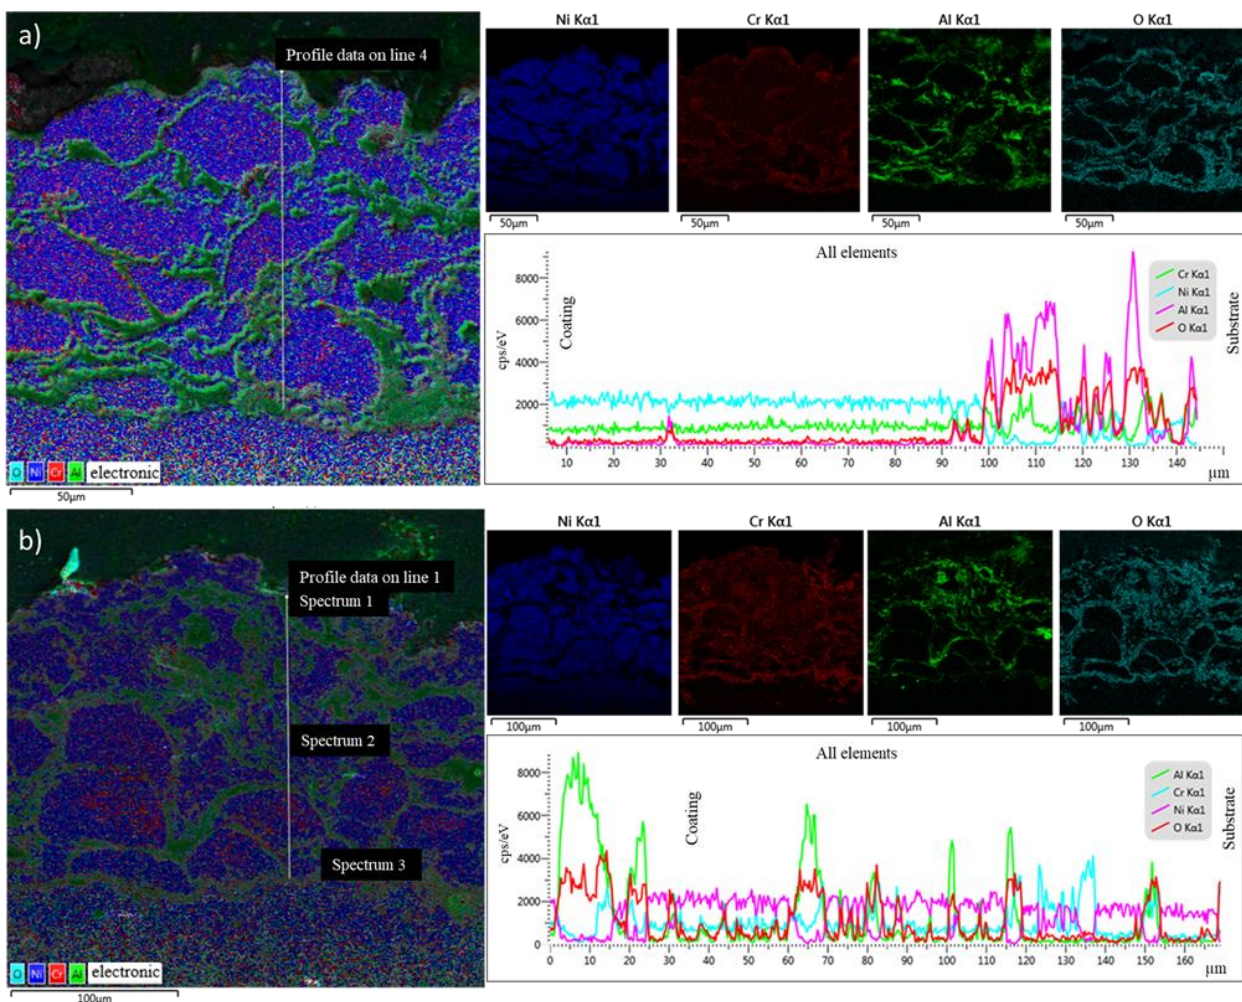 a)
Profile data on line 4
O Ni Cr Al electronic
50μm
Ni Kα1 Cr Kα1 Al Kα1 O Kα1
50μm 50μm 50μm 50μm
All elements
cps/eV
8000
6000
4000
2000
Coating
Substrate
Cr Kα1
Ni Kα1
Al Kα1
O Kα1
10 20 30 40 50 60 70 80 90 100 110 120 130 140
μm
b)
Profile data on line 1
Spectrum 1
Spectrum 2
Spectrum 3
O Ni Cr Al electronic
100μm
Ni Kα1 Cr Kα1 Al Kα1 O Kα1
100μm 100μm 100μm 100μm
All elements
cps/eV
8000
6000
4000
2000
0
Coating
Substrate
Al Kα1
Cr Kα1
Ni Kα1
O Kα1
0 10 20 30 40 50 60 70 80 90 100 110 120 130 140 150 160
μm